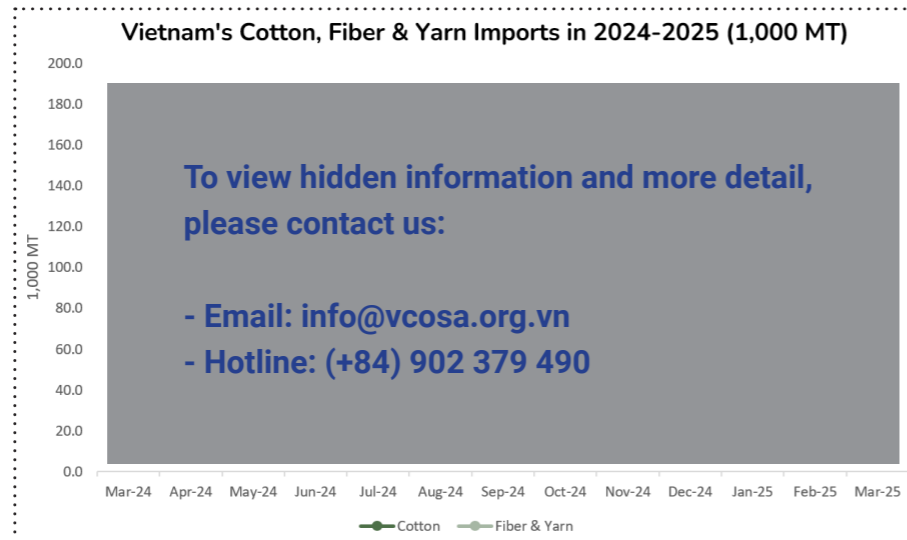 Vietnam's Cotton, Fiber & Yarn Imports in 2024-2025 (1,000 MT)
200.0
180.0
160.0
140.0
120.0
100.0
80.0
60.0
40.0
20.0
0.0
1,000 MT
To view hidden information and more detail,
please contact us:
- Email: info@vcosa.org.vn
- Hotline: (+84) 902 379 490
Mar-24 Apr-24 May-24 Jun-24 Jul-24 Aug-24 Sep-24 Oct-24 Nov-24 Dec-24 Jan-25 Feb-25 Mar-25
Cotton Fiber & Yarn